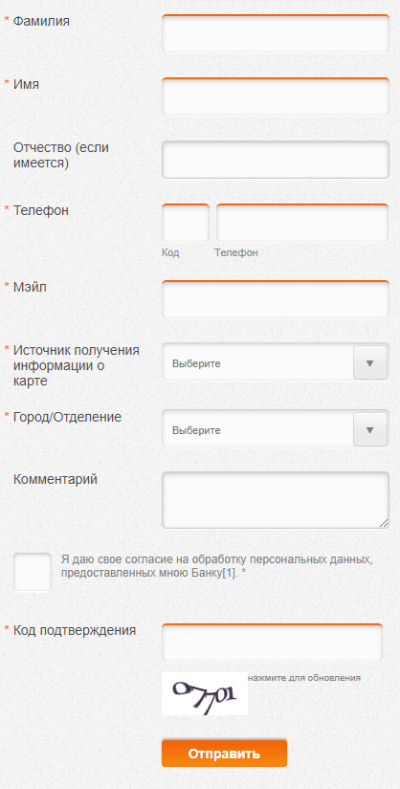 * Фамилия
* Имя
Отчество (если
имеется)
* Телефон
Код Телефон
* Мэйл
* Источник получения
информации о
карте
Выберите
* Город/Отделение
Выберите
Комментарий
Я даю свое согласие на обработку персональных данных,
предоставленных мною Банку[1]. *
* Код подтверждения
07701
нажмите для обновления
Отправить